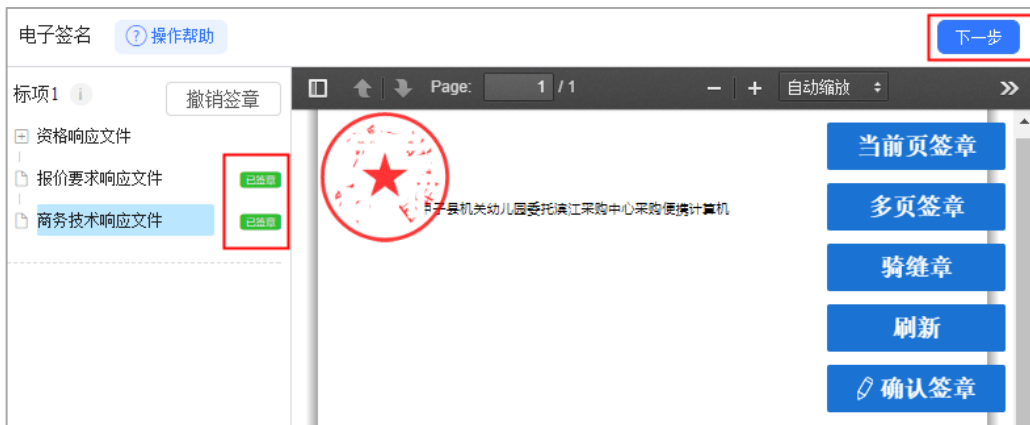 电子签名 操作帮助 下一步
标项1 撤销签章
Page: 1 / 1 自动缩放
资格响应文件
报价要求响应文件 已签章
商务技术响应文件 已签章
县机关幼儿园委托滨江采购中心采购便携计算机
当前页签章
多页签章
骑缝章
刷新
确认签章